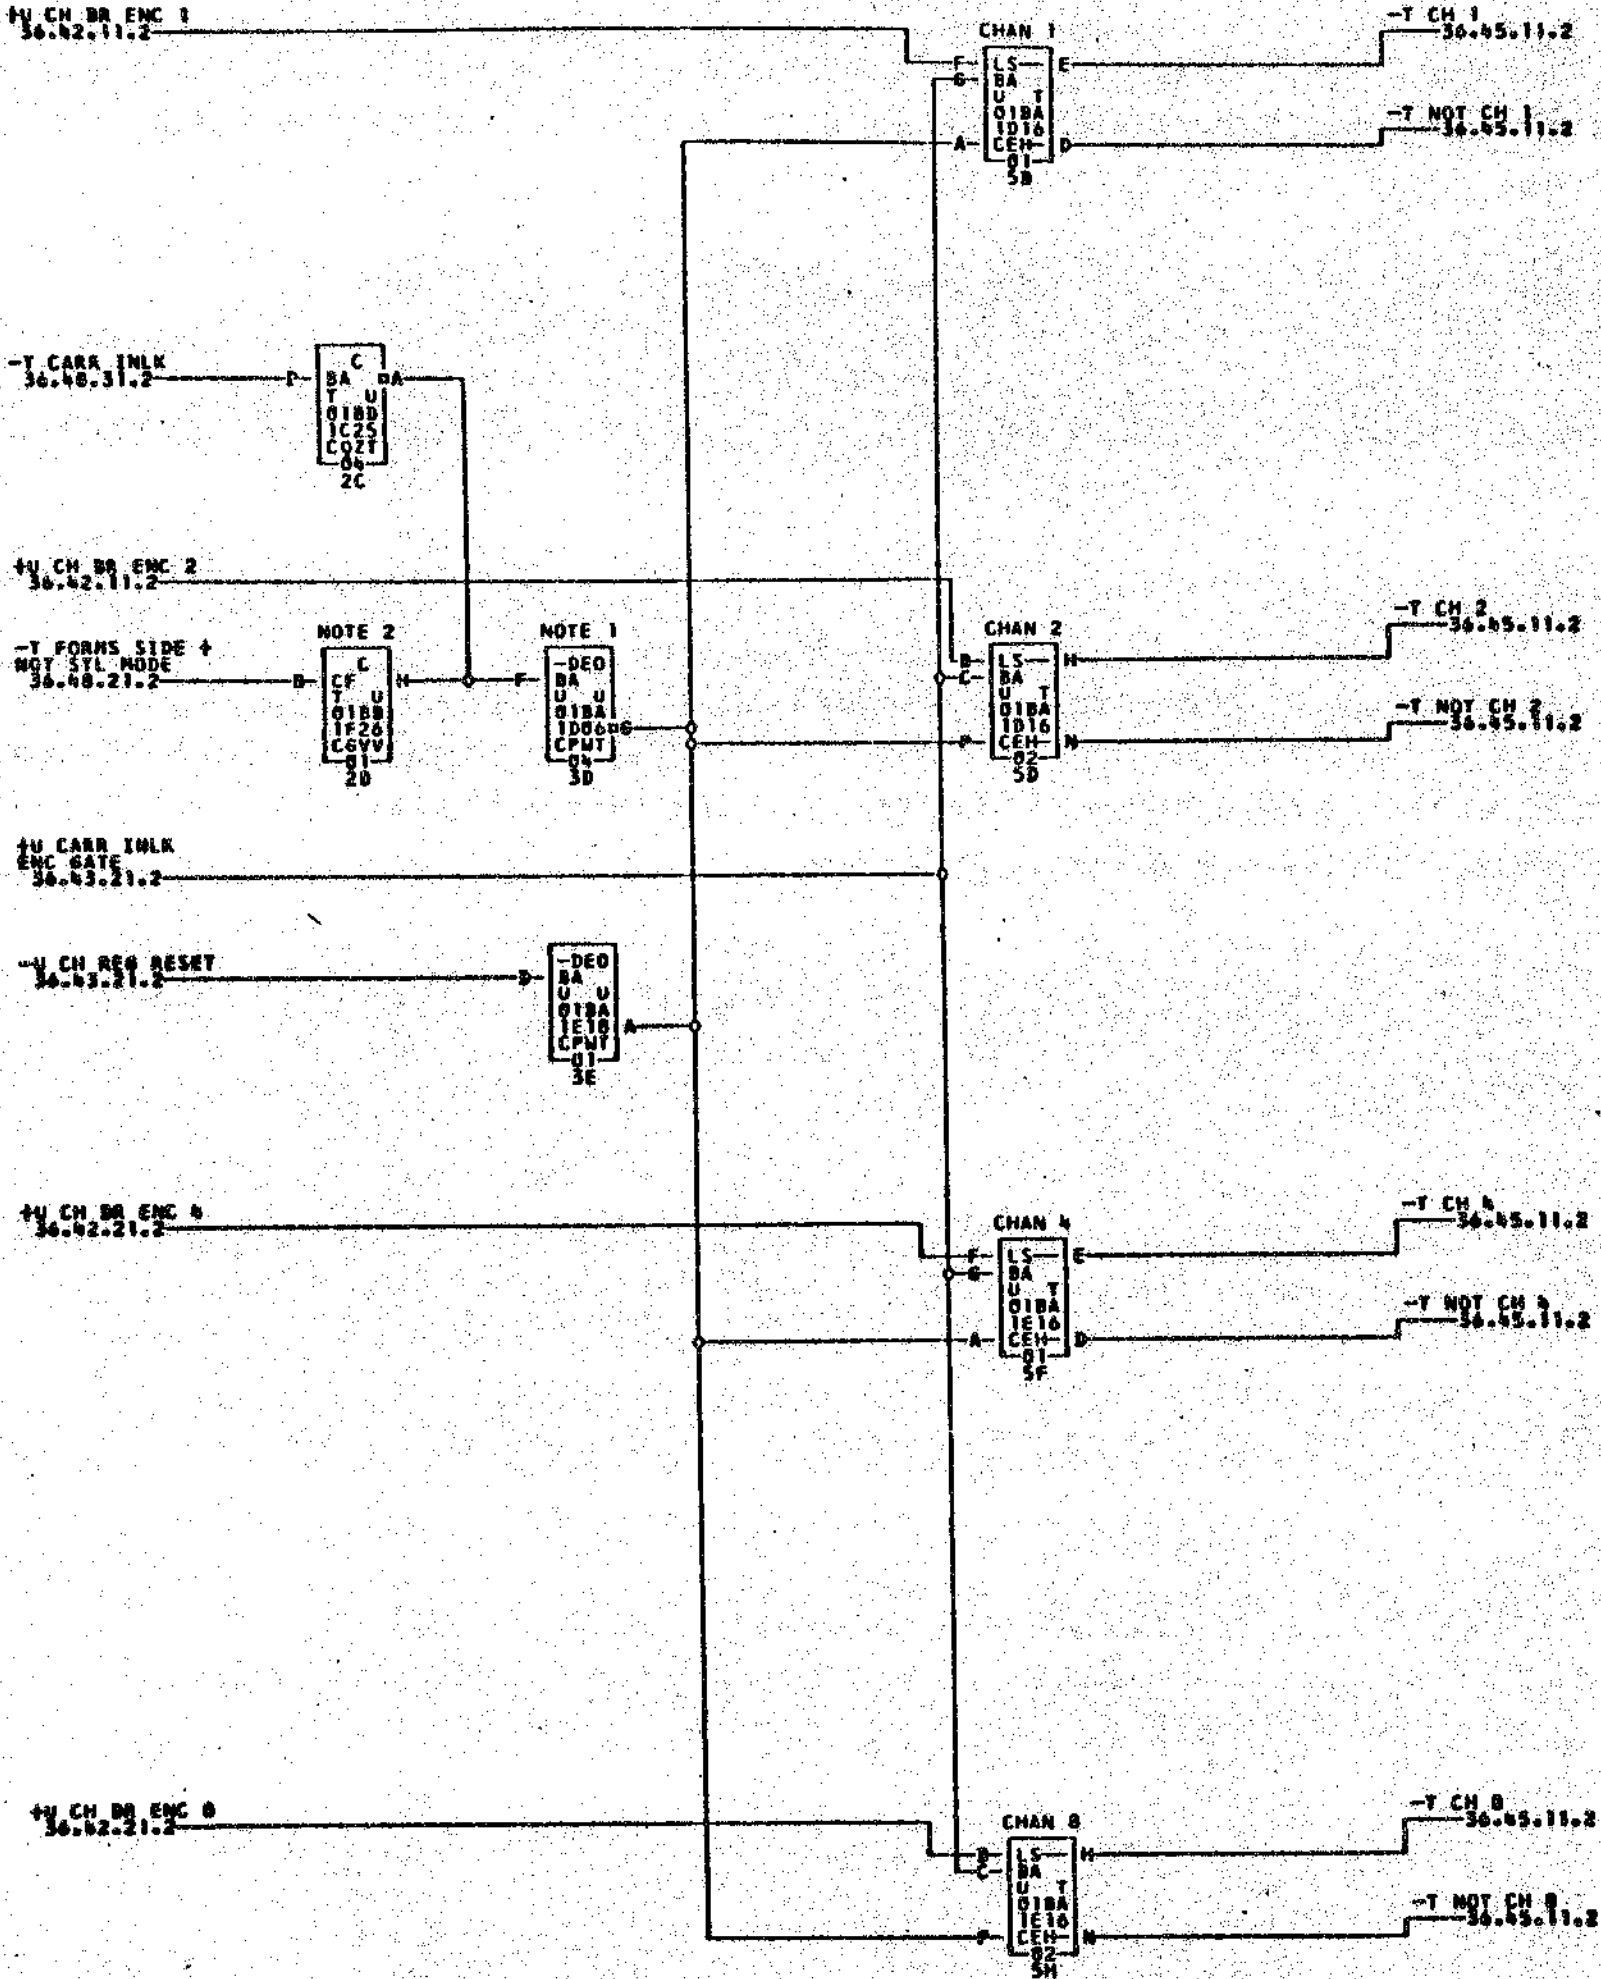 +U CH BR ENC 1
36.42.11.2
CHAN 1
-T CH 1
36.45.11.2
F LS E
G BA
U T
01BA
1D16
A CEH D
01
5B
-T NOT CH 1
36.45.11.2
-T CARR INLK
36.48.31.2
P
C
BA A
T U
01BD
1C25
CQZT
04
2C
+U CH BR ENC 2
36.42.11.2
-T FORMS SIDE +
NOT STL MODE
36.48.21.2
NOTE 2
C
B CF H
T U
01BB
1F26
CGVV
01
2D
NOTE 1
-DEO
F BA
U U
01BA
1D06 G
CPWT
04
3D
CHAN 2
B LS H
C BA
U T
01BA
1D16
P CEH N
02
5D
-T CH 2
36.45.11.2
-T NOT CH 2
36.45.11.2
+U CARR INLK
ENC GATE
36.43.21.2
-U CH REG RESET
36.43.21.2
-DEO
D BA
U U
01BA
1E18 A
CPWT
01
3E
+U CH BR ENC 4
36.42.21.2
CHAN 4
F LS E
G BA
U T
01BA
1E16
A CEH D
01
5F
-T CH 4
36.45.11.2
-T NOT CH 4
36.45.11.2
+U CH BR ENC 8
36.42.21.2
CHAN 8
B LS H
C BA
U T
01BA
1E16
P CEH N
02
5H
-T CH 8
36.45.11.2
-T NOT CH 8
36.45.11.2